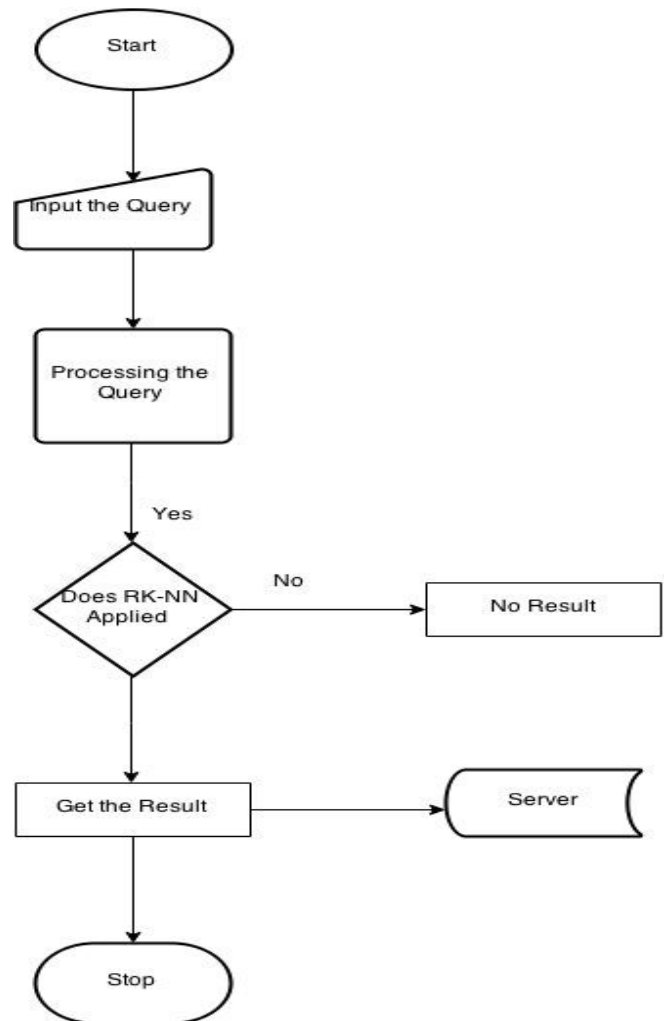 Start
Input the Query
Processing the
Query
Yes
Does RK-NN
Applied
No
No Result
Get the Result
Server
Stop